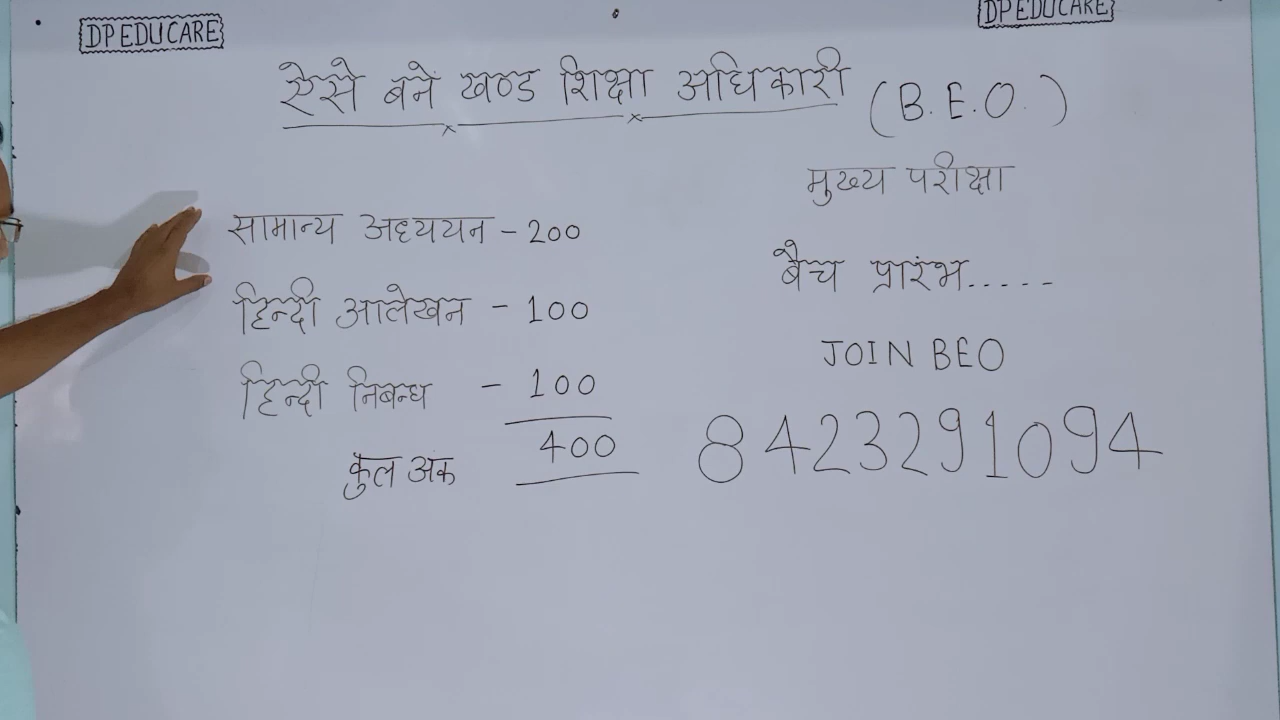 DP EDUCARE
DP EDUCARE
ऐसे बने खण्ड शिक्षा अधिकारी (B.E.O.)
मुख्य परीक्षा
सामान्य अध्ययन - 200
बैच प्रारंभ.....
हिन्दी आलेखन - 100
JOIN BEO
हिन्दी निबन्ध - 100
कुल अंक 400
8423291094